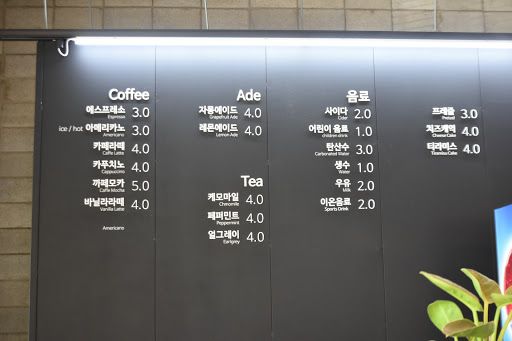 Coffee
에스프레소 3.0
Espresso
ice / hot 아메리카노 3.0
Americano
카페라떼 4.0
Caffe Latte
카푸치노 4.0
Cappuccino
까페모카 5.0
Caffe Mocha
바닐라라떼 4.0
Vanilla Latte
Americano
Ade
자몽에이드 4.0
Grapefruit Ade
레몬에이드 4.0
Lemon Ade
Tea
케모마일 4.0
Chmomile
페퍼민트 4.0
Peppermint
얼그레이 4.0
Earlgrey
음료
사이다 2.0
Cider
어린이 음료 1.0
children drink
탄산수 3.0
Carbonated Water
생수 1.0
Water
우유 2.0
Milk
이온음료 2.0
Sports Drink
프레즐 3.0
Pretzel
치즈케익 4.0
Cheese Cake
티라미스 4.0
Tiramisu Cake